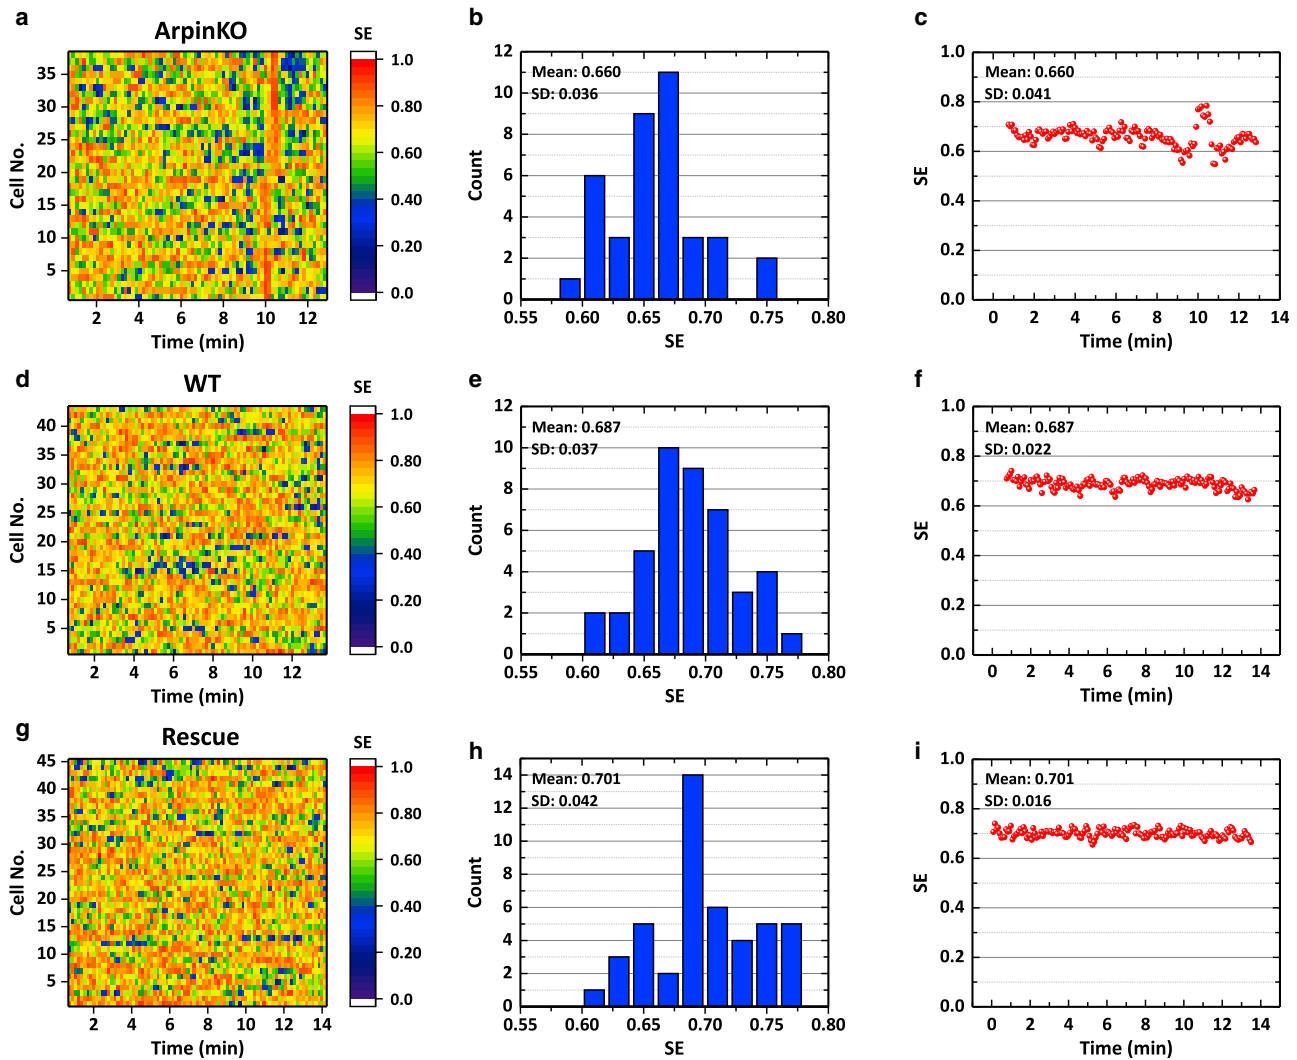 a
ArpinKO
SE
Cell No.
35
30
25
20
15
10
5
2 4 6 8 10 12
Time (min)
1.0
0.80
0.60
0.40
0.20
0.0
b
Mean: 0.660
SD: 0.036
Count
12
10
8
6
4
2
0
0.55 0.60 0.65 0.70 0.75 0.80
SE
c
Mean: 0.660
SD: 0.041
SE
1.0
0.8
0.6
0.4
0.2
0.0
0 2 4 6 8 10 12 14
Time (min)
d
WT
SE
Cell No.
40
35
30
25
20
15
10
5
2 4 6 8 10 12
Time (min)
1.0
0.80
0.60
0.40
0.20
0.0
e
Mean: 0.687
SD: 0.037
Count
12
10
8
6
4
2
0
0.55 0.60 0.65 0.70 0.75 0.80
SE
f
Mean: 0.687
SD: 0.022
SE
1.0
0.8
0.6
0.4
0.2
0.0
0 2 4 6 8 10 12 14
Time (min)
g
Rescue
SE
Cell No.
45
40
35
30
25
20
15
10
5
2 4 6 8 10 12 14
Time (min)
1.0
0.80
0.60
0.40
0.20
0.0
h
Mean: 0.701
SD: 0.042
Count
14
12
10
8
6
4
2
0
0.55 0.60 0.65 0.70 0.75 0.80
SE
i
Mean: 0.701
SD: 0.016
SE
1.0
0.8
0.6
0.4
0.2
0.0
0 2 4 6 8 10 12 14
Time (min)